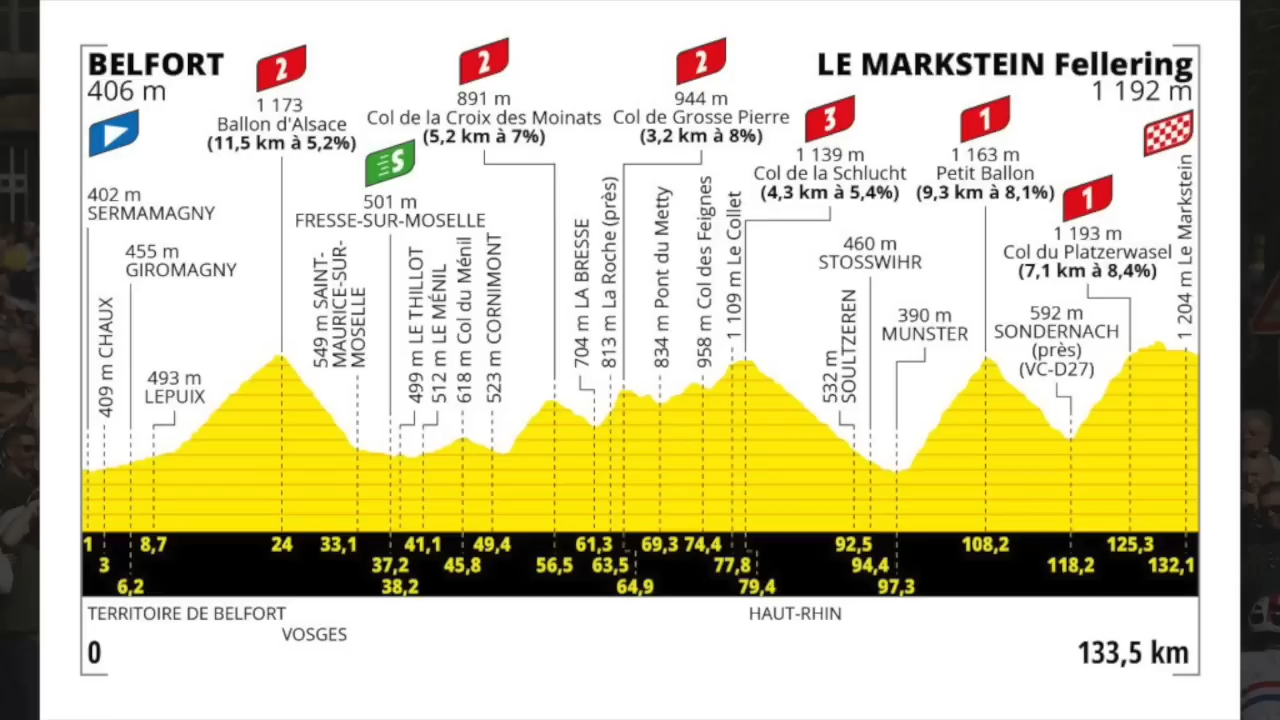 BELFORT
406 m
LE MARKSTEIN Fellering
1 192 m
2
1 173
Ballon d'Alsace
(11,5 km à 5,2%)
2
891 m
Col de la Croix des Moinats
(5,2 km à 7%)
2
944 m
Col de Grosse Pierre
(3,2 km à 8%)
3
1 139 m
Col de la Schlucht
(4,3 km à 5,4%)
1
1 163 m
Petit Ballon
(9,3 km à 8,1%)
1
1 193 m
Col du Platzerwasel
(7,1 km à 8,4%)
S
501 m
FRESSE-SUR-MOSELLE
402 m
SERMAMAGNY
455 m
GIROMAGNY
409 m CHAUX
493 m
LEPUIX
549 m SAINT-
MAURICE-SUR-
MOSELLE
499 m LE THILLOT
512 m LE MÉNIL
618 m Col du Ménil
523 m CORNIMONT
704 m LA BRESSE
813 m La Roche (près)
834 m Pont du Metty
958 m Col des Feignes
1 109 m Le Collet
532 m
SOULTZEREN
460 m
STOSSWIHR
390 m
MUNSTER
592 m
SONDERNACH
(près)
(VC-D27)
1 204 m Le Markstein
1 8,7 24 33,1 41,1 49,4 61,3 69,3 74,4 92,5 108,2 125,3
3 37,2 45,8 56,5 63,5 77,8 94,4 118,2 132,1
6,2 38,2 64,9 79,4 97,3
TERRITOIRE DE BELFORT
HAUT-RHIN
VOSGES
0
133,5 km